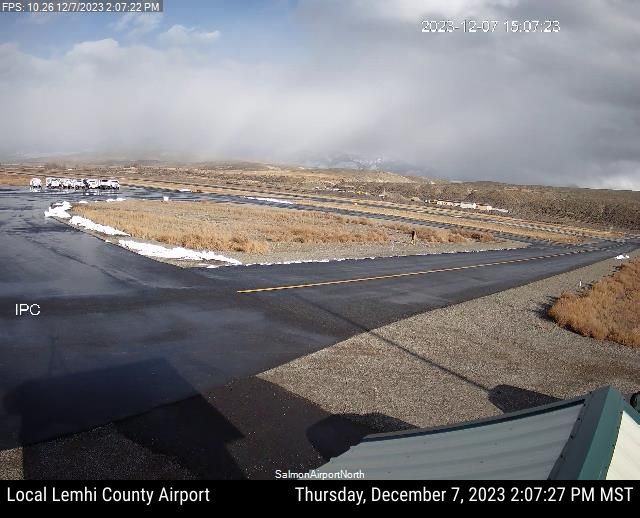 FPS: 10.26 12/7/2023 2:07:22 PM
2023-12-07 15:07:23
IPC
SalmonAirportNorth
Local Lemhi County Airport Thursday, December 7, 2023 2:07:27 PM MST